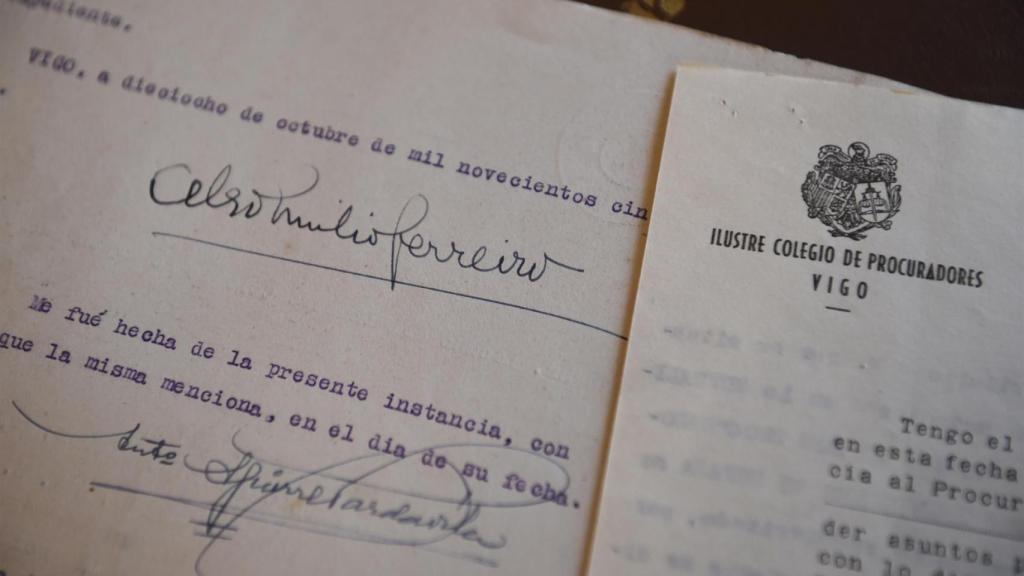 expediente.
VIGO, a dieciocho de octubre de mil novecientos cin
Celso Emilio Ferreiro
Me fué hecha de la presente instancia, con
que la misma menciona, en el dia de su fecha.
Antº
ILUSTRE COLEGIO DE PROCURADORES
VIGO
Tengo el
en esta fecha
cia al Procur
der asuntos
con lo